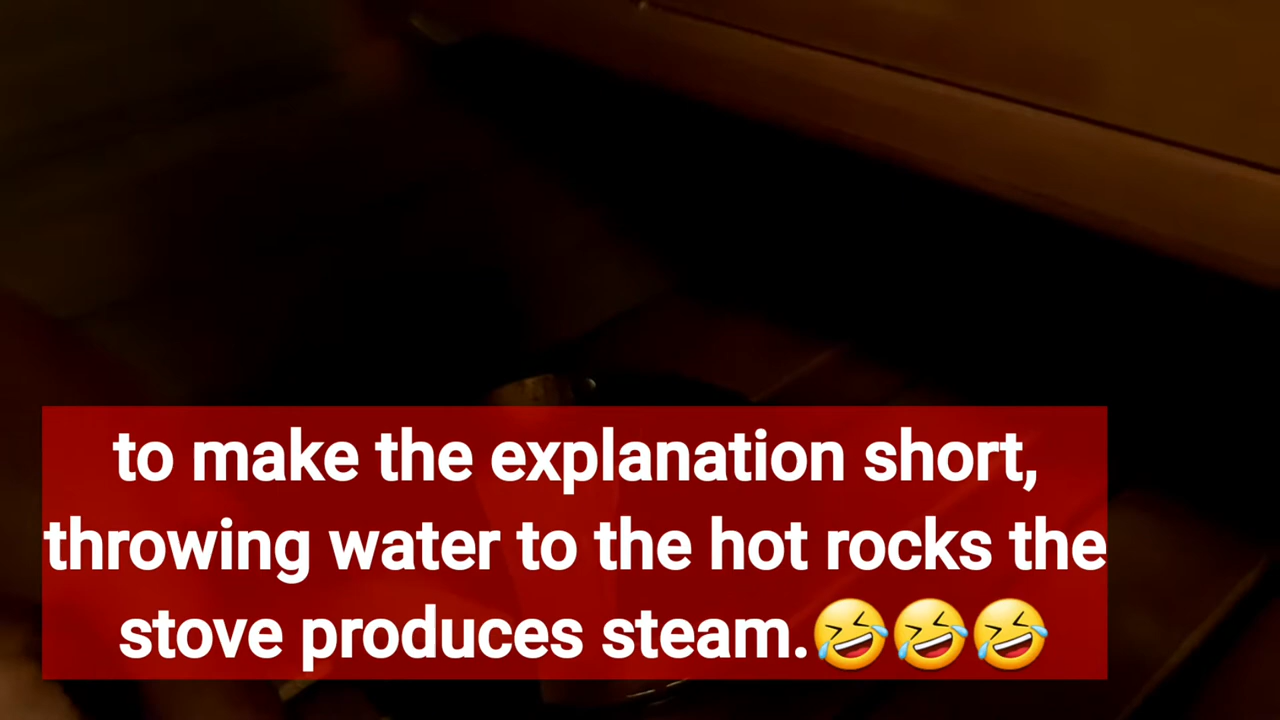 to make the explanation short,
throwing water to the hot rocks the
stove produces steam.🤣🤣🤣